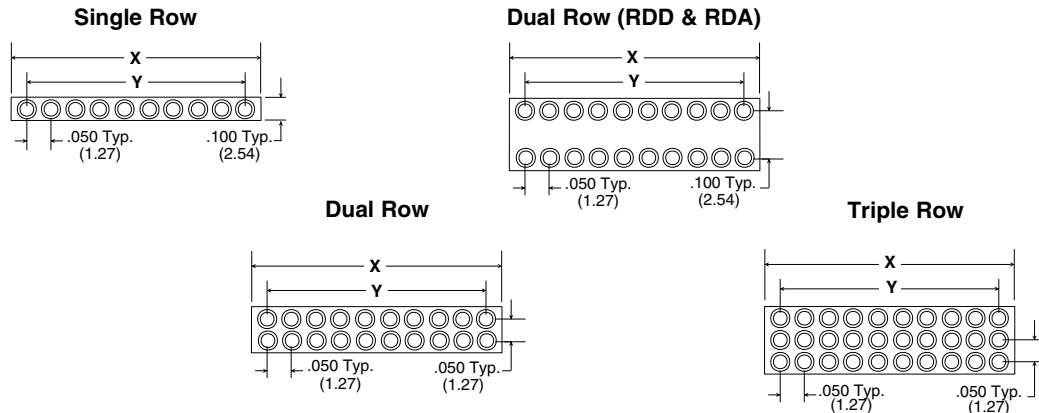 Single Row
X
Y
.050 Typ.
(1.27)
.100 Typ.
(2.54)
Dual Row (RDD & RDA)
X
Y
.050 Typ.
(1.27)
.100 Typ.
(2.54)
Dual Row
X
Y
.050 Typ.
(1.27)
.050 Typ.
(1.27)
Triple Row
X
Y
.050 Typ.
(1.27)
.050 Typ.
(1.27)